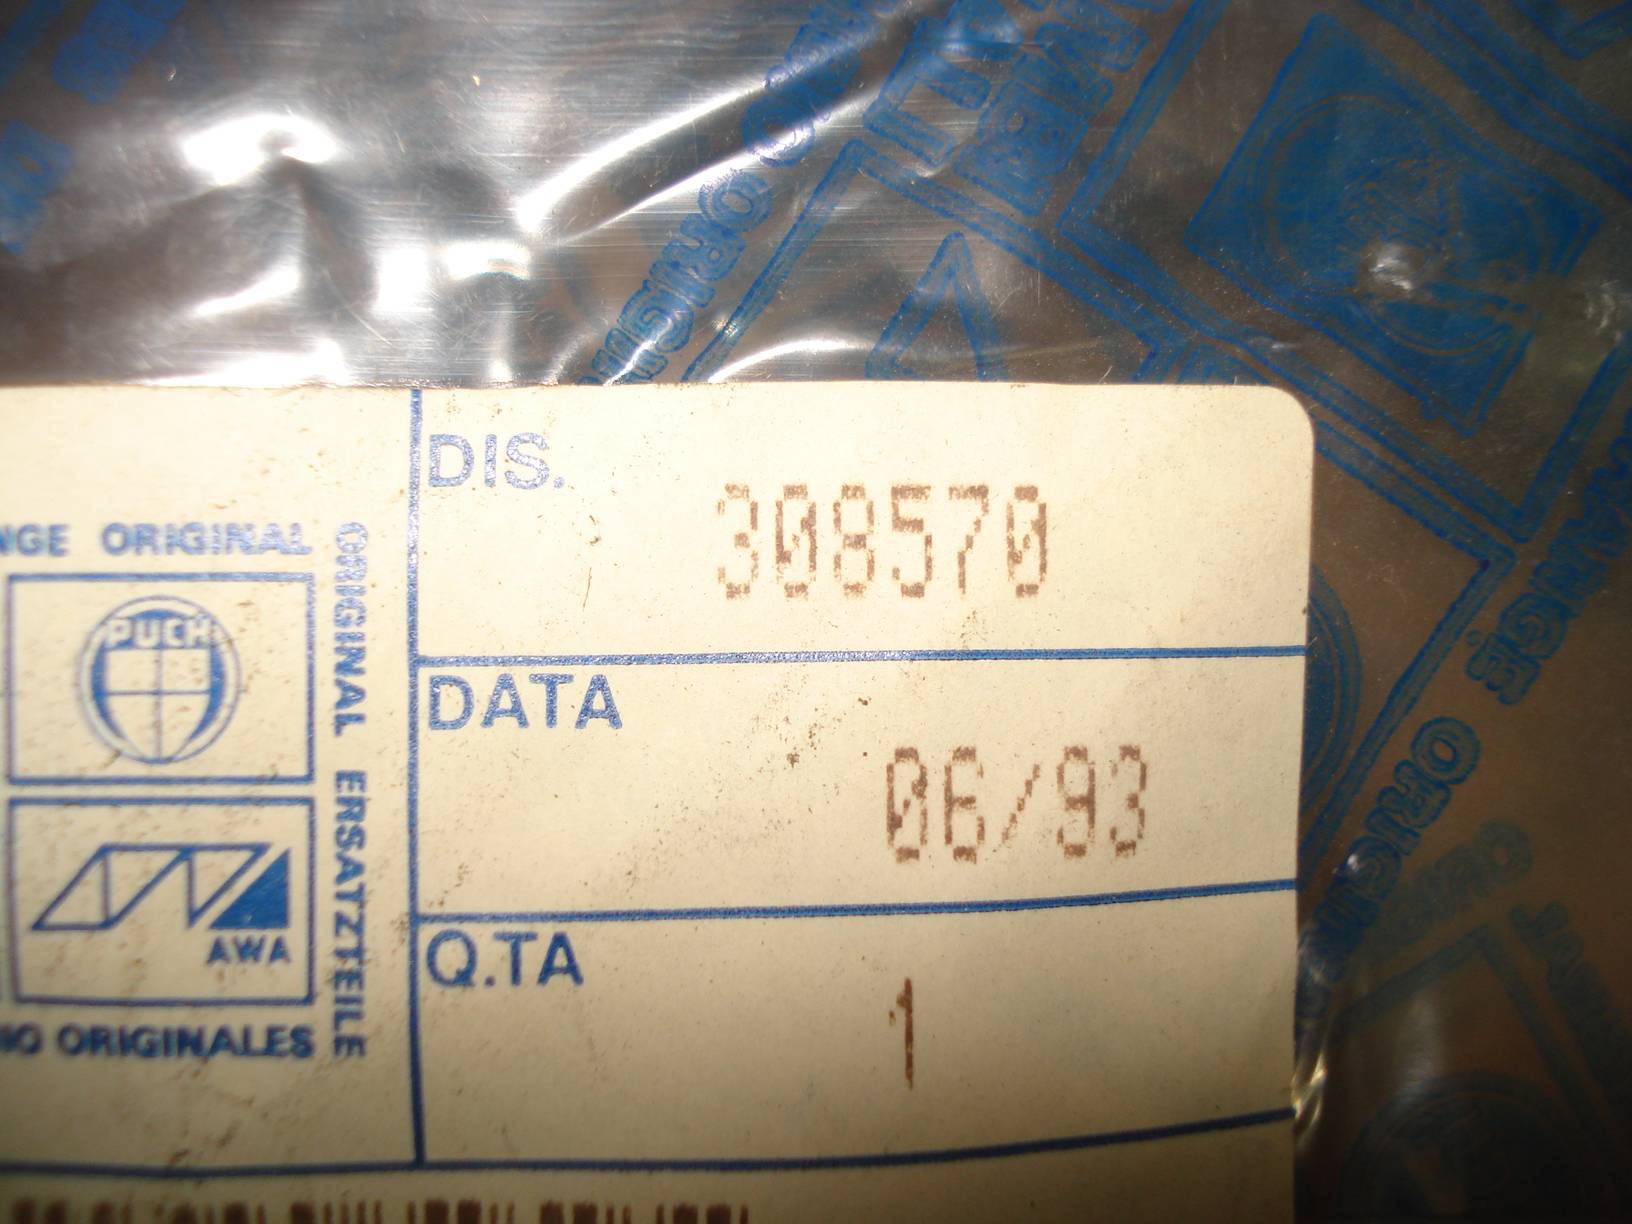 DIS.
308570
NGE ORIGINAL
ORIGINAL ERSATZTEILE
PUCH
DATA
06/93
AWA
Q.TA
1
IO ORIGINALES